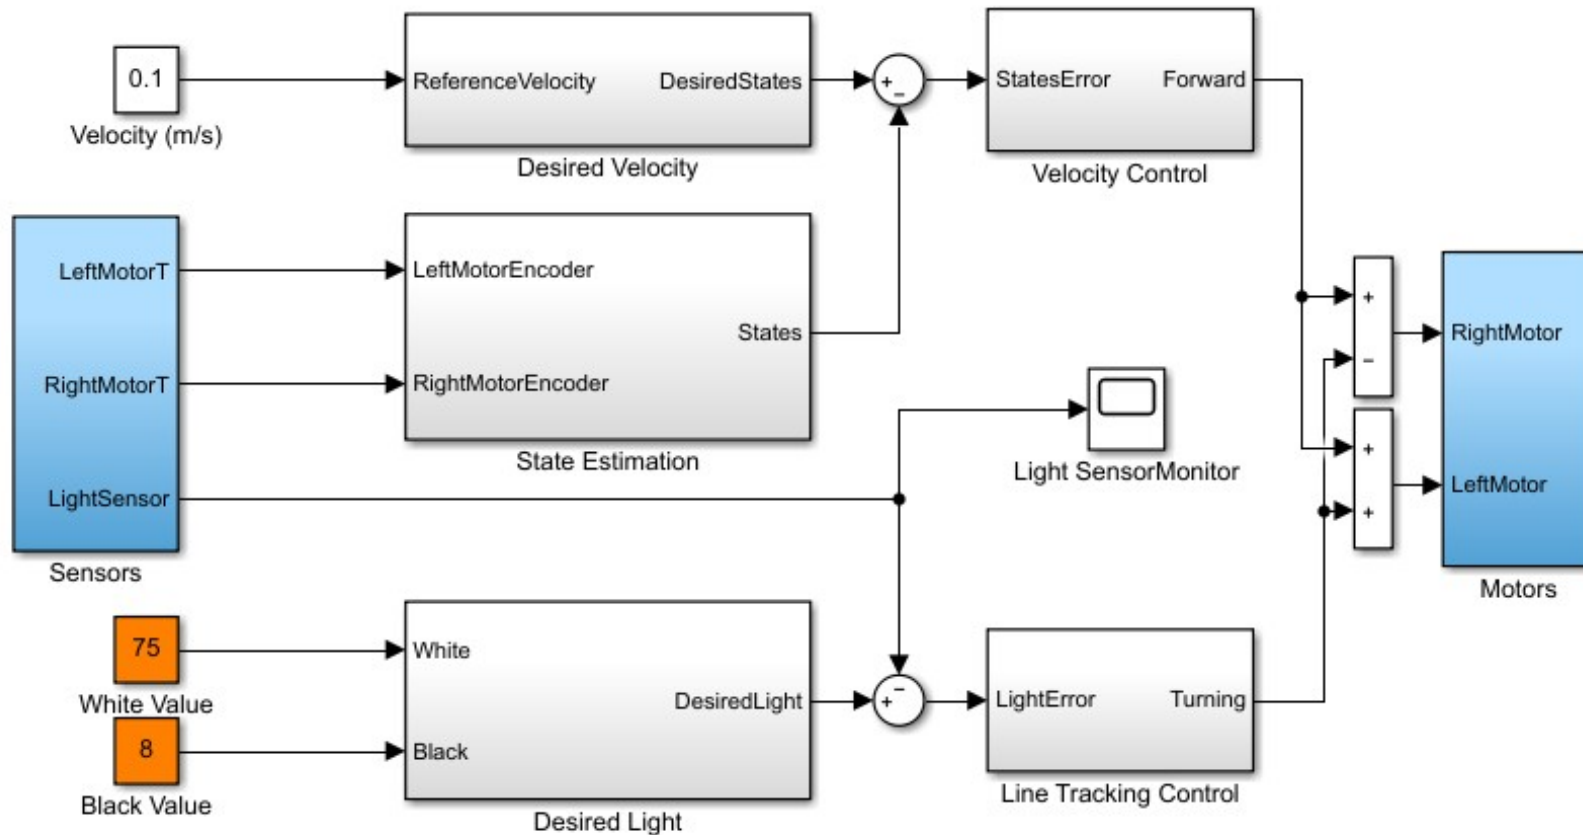 0.1
Velocity (m/s)
ReferenceVelocity DesiredStates
Desired Velocity
+
−
StatesError Forward
Velocity Control
LeftMotorT
RightMotorT
LightSensor
Sensors
LeftMotorEncoder
States
RightMotorEncoder
State Estimation
Light SensorMonitor
+
−
+
+
RightMotor
LeftMotor
Motors
75
White Value
8
Black Value
White
DesiredLight
Black
Desired Light
−
+
LightError Turning
Line Tracking Control